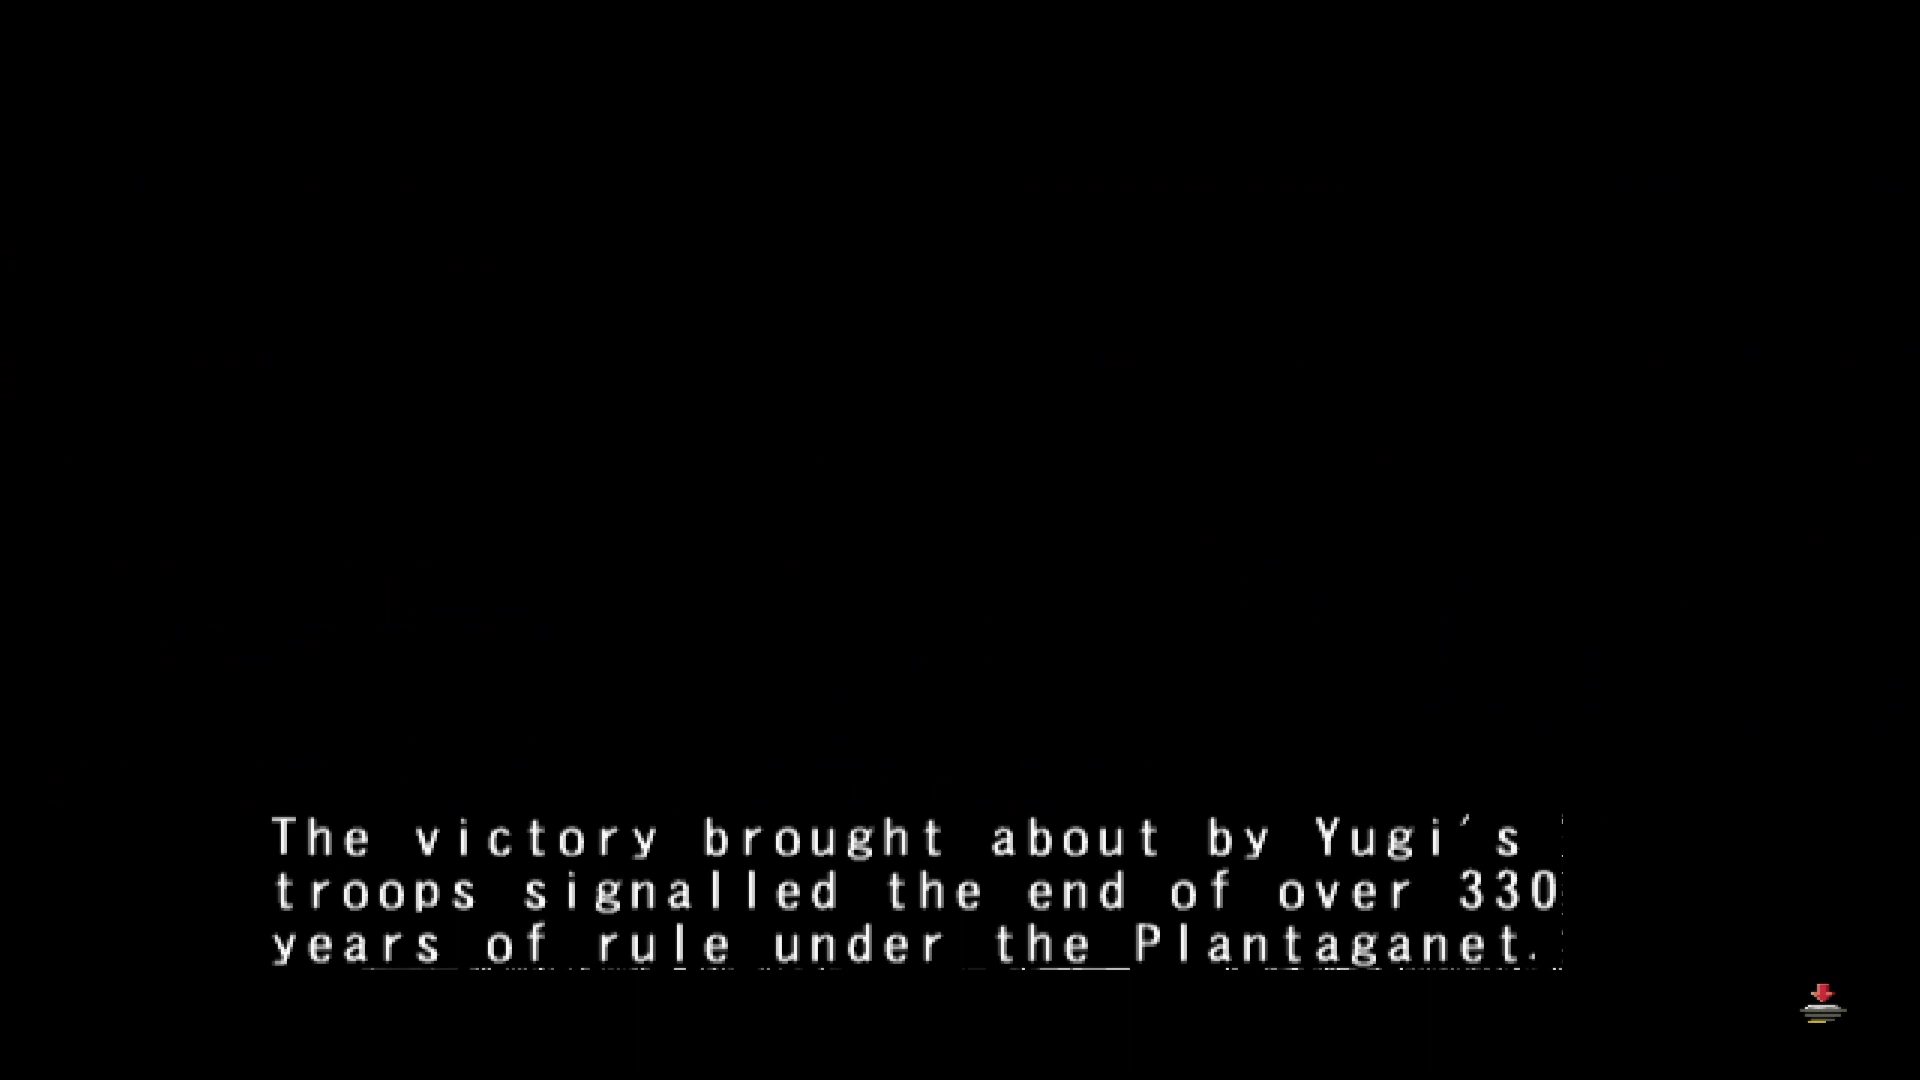 The victory brought about by Yugi's
troops signalled the end of over 330
years of rule under the Plantaganet.